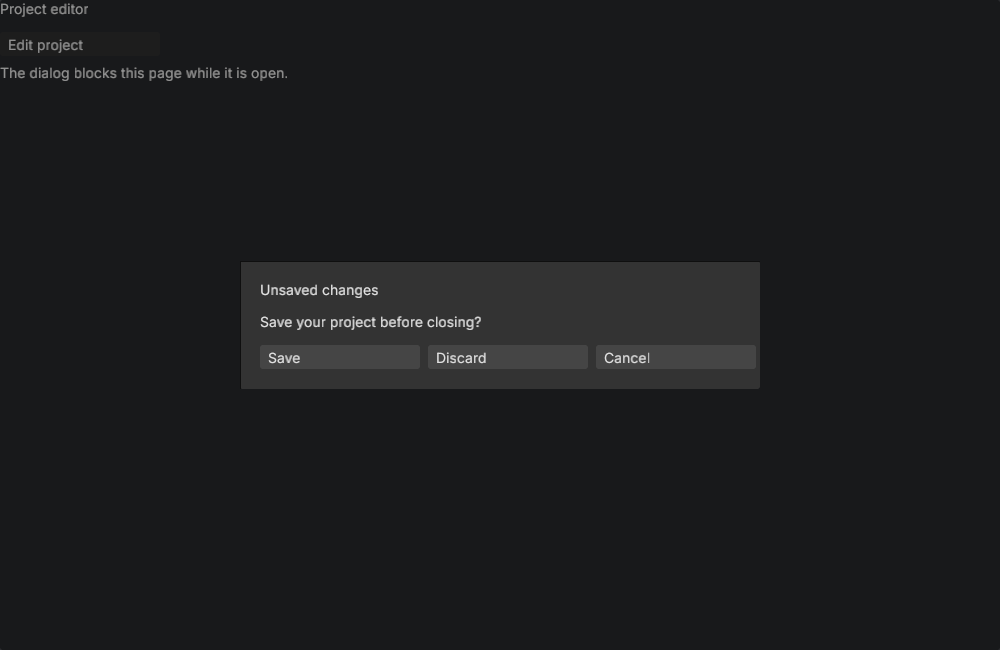 Project editor
Edit project
The dialog blocks this page while it is open.
Unsaved changes
Save your project before closing?
Save
Discard
Cancel